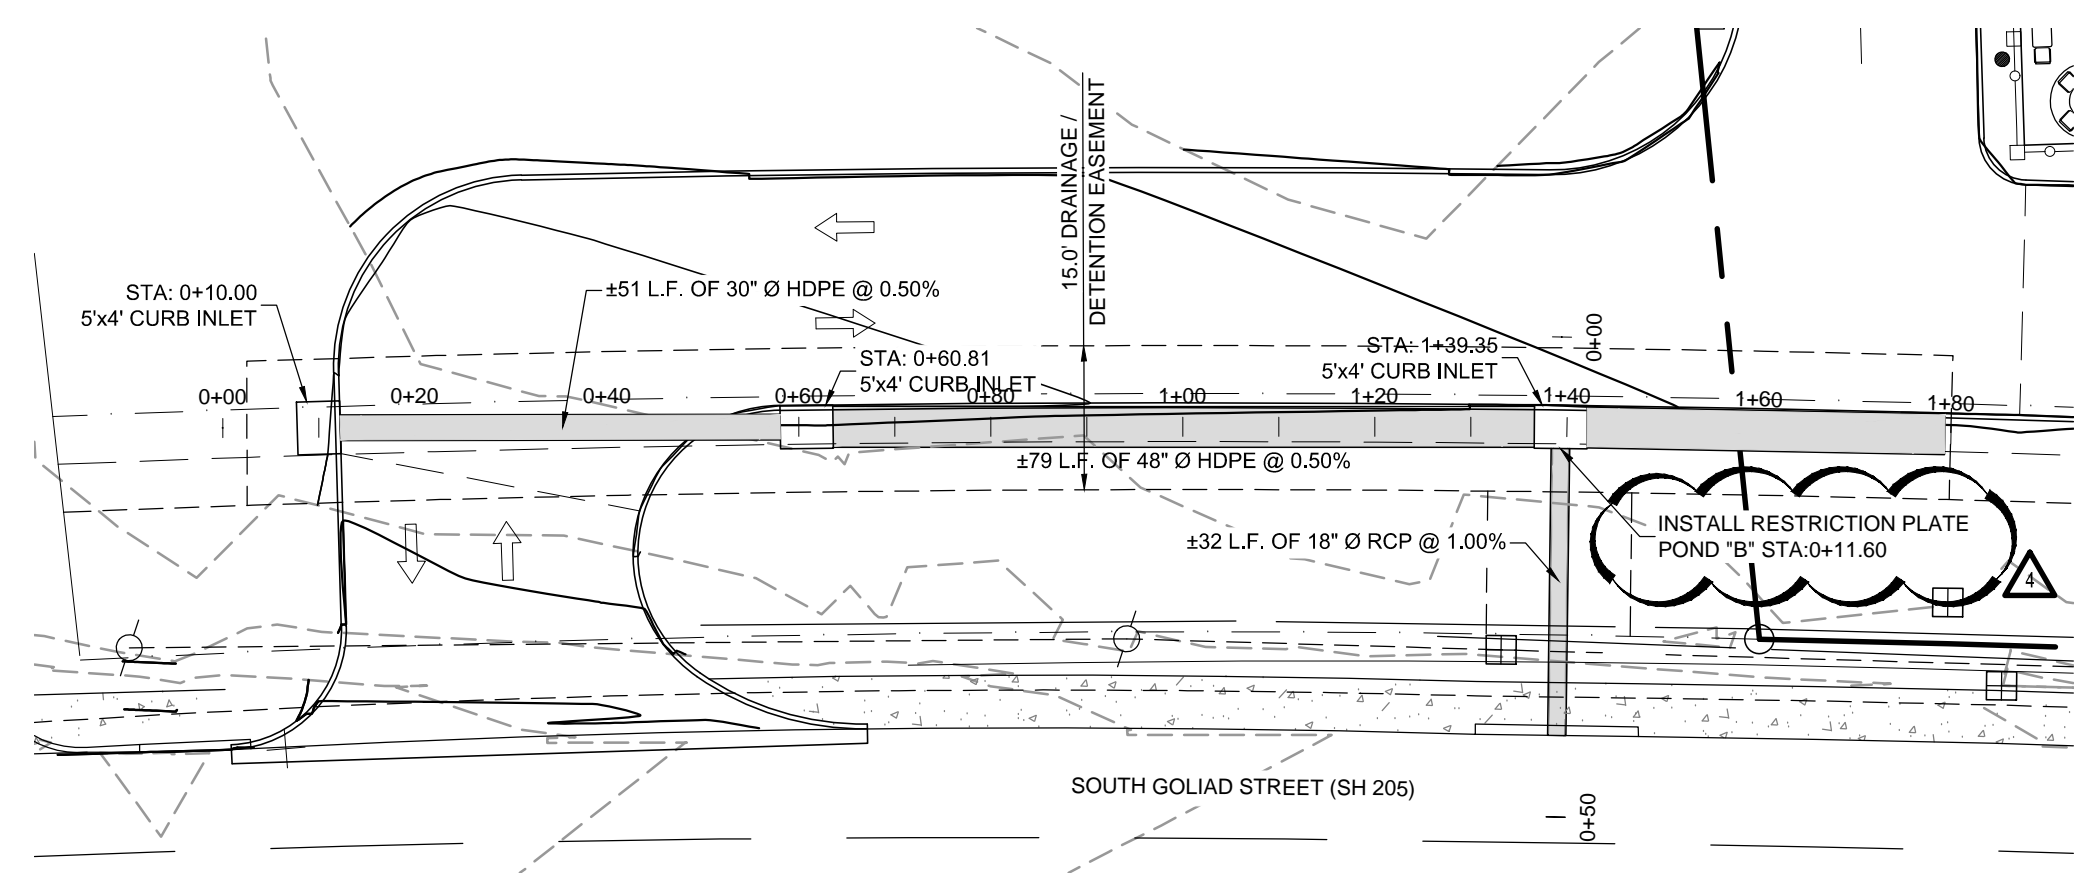 15.0' DRAINAGE /
DETENTION EASEMENT
STA: 0+10.00
5'x4' CURB INLET
±51 L.F. OF 30" Ø HDPE @ 0.50%
STA: 0+60.81
5'x4' CURB INLET
STA: 1+39.35
5'x4' CURB INLET
0+00
0+00
0+20
0+40
0+60
0+80
1+00
1+20
1+40
1+60
1+80
±79 L.F. OF 48" Ø HDPE @ 0.50%
±32 L.F. OF 18" Ø RCP @ 1.00%
INSTALL RESTRICTION PLATE
POND "B" STA:0+11.60
4
SOUTH GOLIAD STREET (SH 205)
0+50